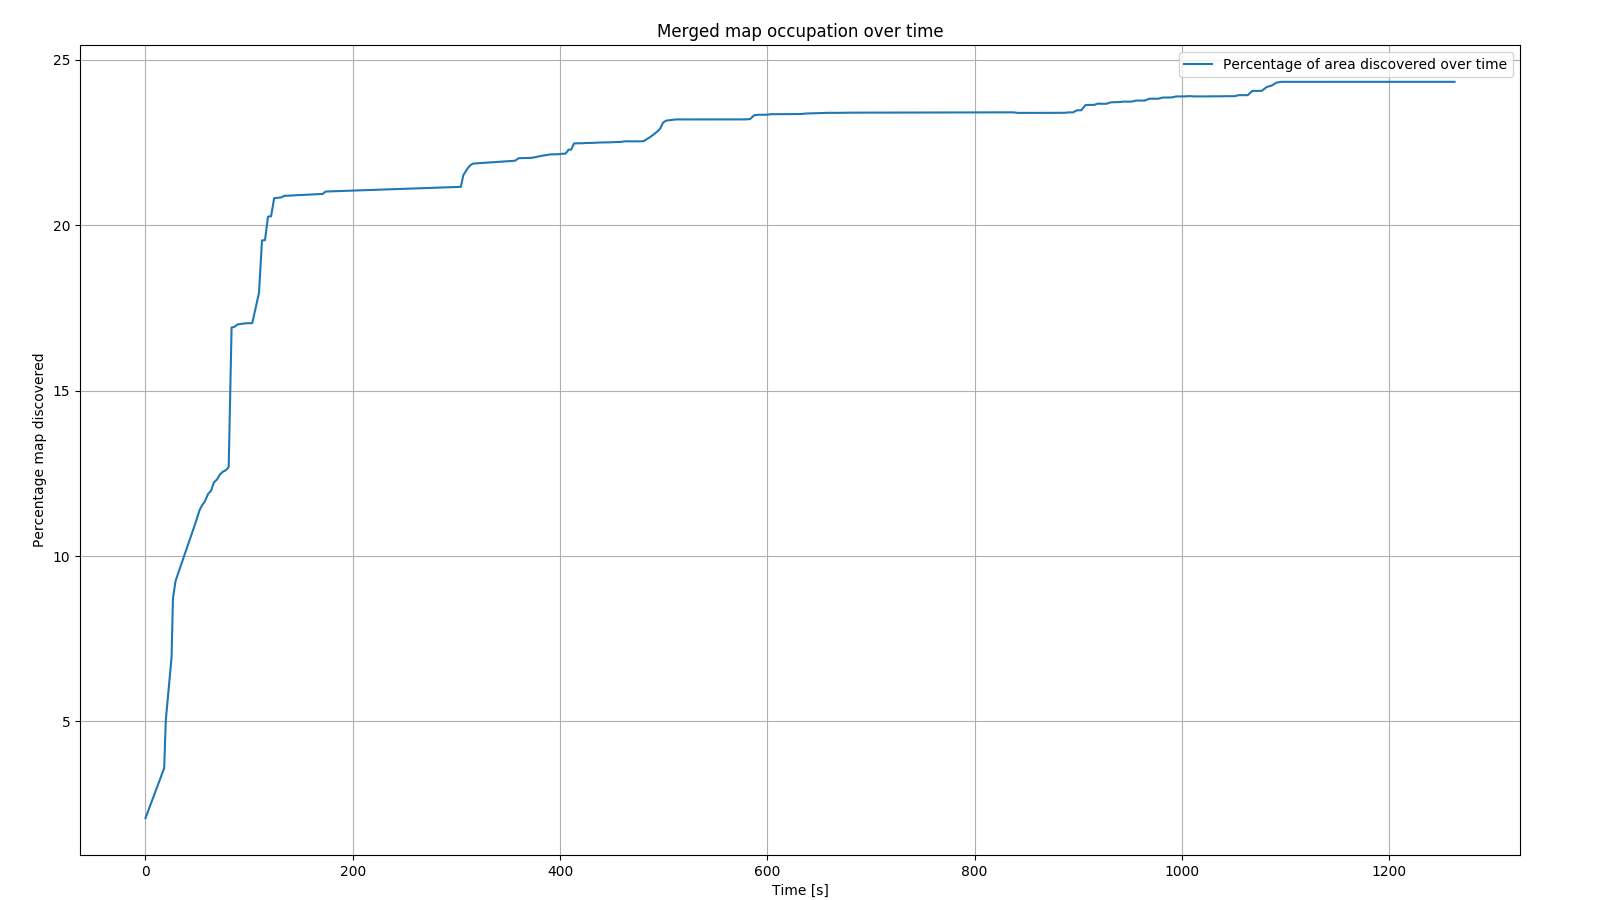 Merged map occupation over time
Percentage of area discovered over time
25
20
15
10
5
Percentage map discovered
0 200 400 600 800 1000 1200
Time [s]